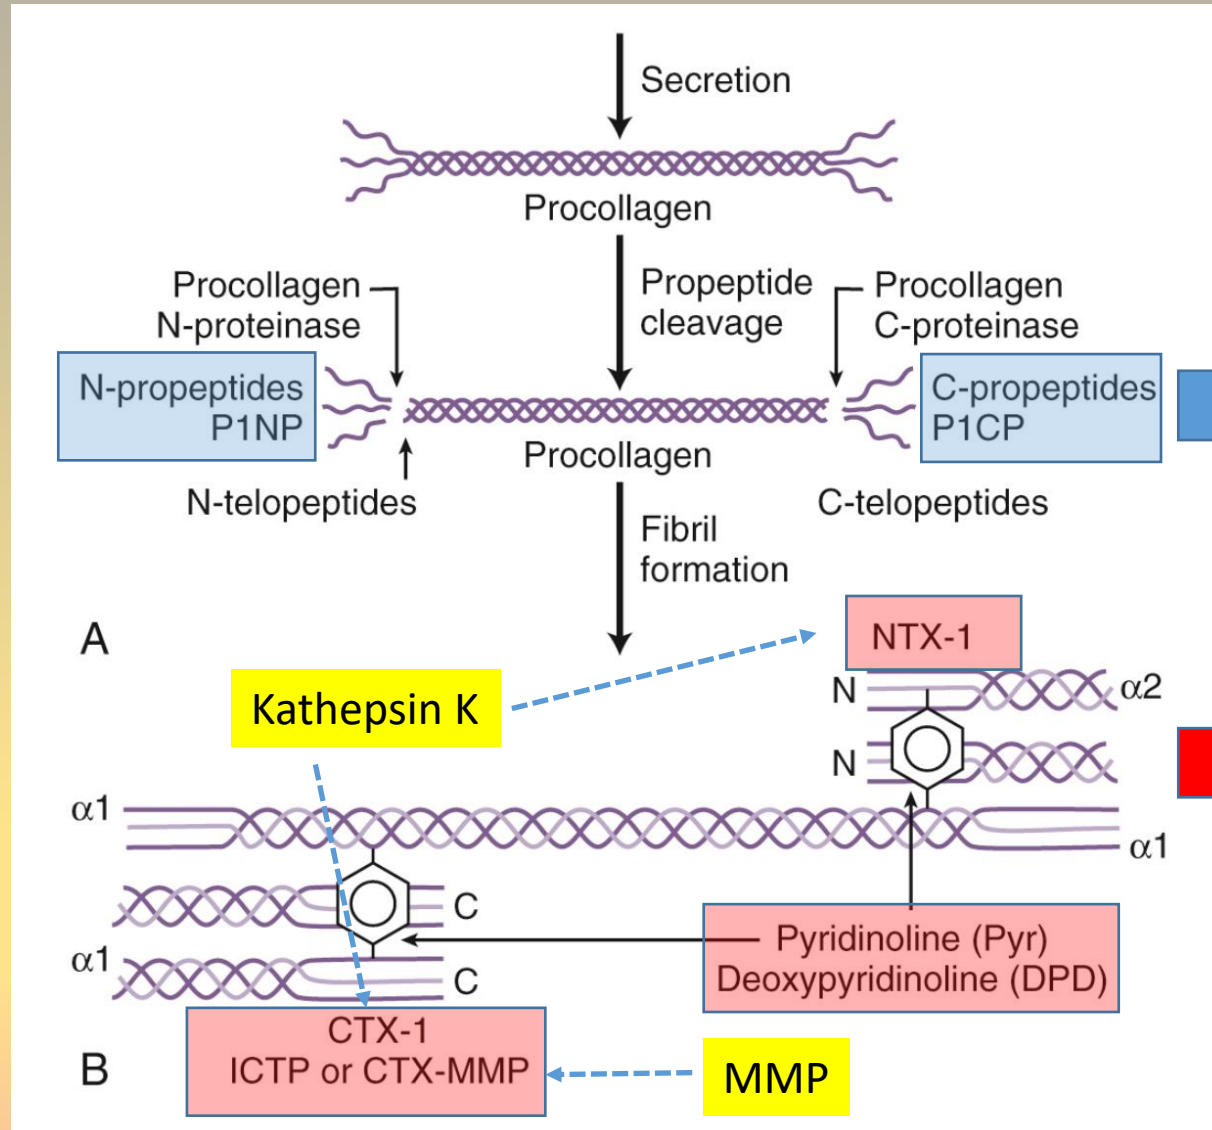 Secretion
Procollagen
Procollagen
N-proteinase
Propeptide
cleavage
Procollagen
C-proteinase
N-propeptides
P1NP
C-propeptides
P1CP
Procollagen
N-telopeptides
C-telopeptides
Fibril
formation
A
NTX-1
Kathepsin K
N
α2
N
α1
α1
C
α1
C
Pyridinoline (Pyr)
Deoxypyridinoline (DPD)
CTX-1
ICTP or CTX-MMP
B
MMP